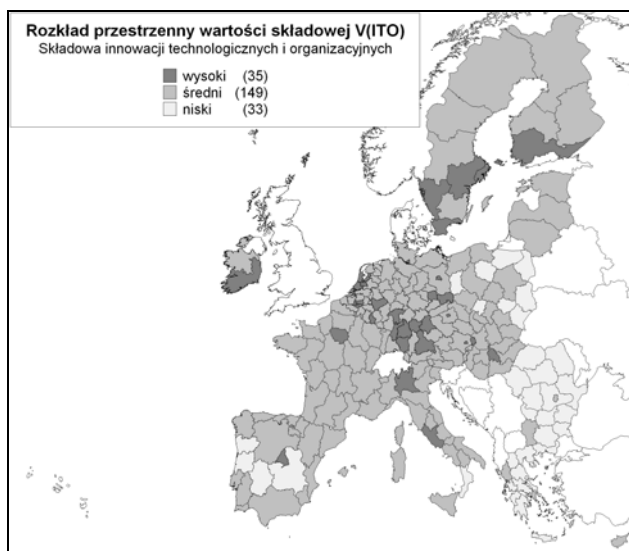 Rozkład przestrzenny wartości składowej V(ITO)
Składowa innowacji technologicznych i organizacyjnych
wysoki (35)
średni (149)
niski (33)